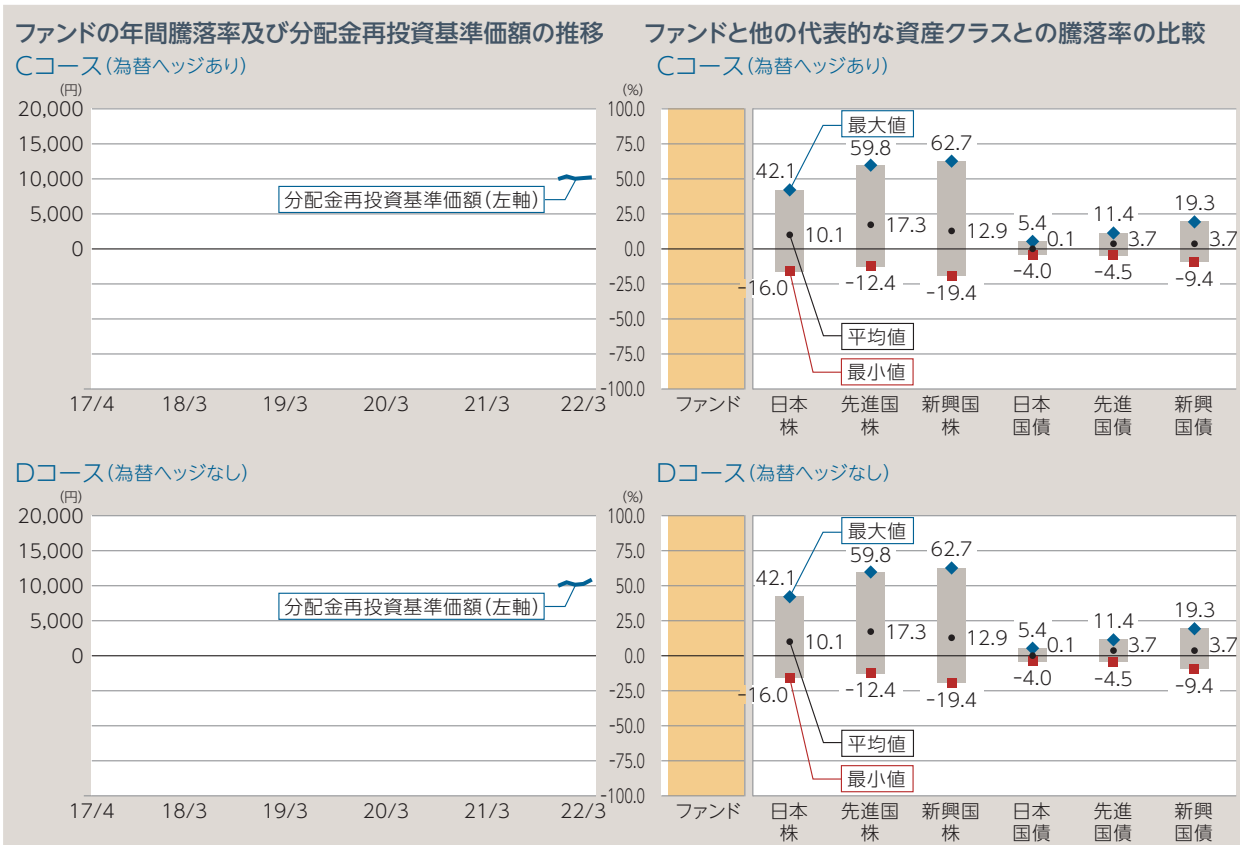 ファンドの年間騰落率及び分配金再投資基準価額の推移
Cコース(為替ヘッジあり)
(円)
20,000
15,000
10,000
5,000
0
分配金再投資基準価額(左軸)
17/4 18/3 19/3 20/3 21/3 22/3
ファンドと他の代表的な資産クラスとの騰落率の比較
Cコース(為替ヘッジあり)
(%)
100.0
75.0
50.0
25.0
0.0
-25.0
-50.0
-75.0
-100.0
最大値
42.1 59.8 62.7 5.4 11.4 19.3
10.1 17.3 12.9 0.1 3.7 3.7
-16.0 -12.4 -19.4 -4.0 -4.5 -9.4
平均値
最小値
ファンド 日本 先進国 新興国 日本 先進 新興
株 株 株 国債 国債 国債
Dコース(為替ヘッジなし)
(円)
20,000
15,000
10,000
5,000
0
分配金再投資基準価額(左軸)
17/4 18/3 19/3 20/3 21/3 22/3
Dコース(為替ヘッジなし)
(%)
100.0
75.0
50.0
25.0
0.0
-25.0
-50.0
-75.0
-100.0
最大値
42.1 59.8 62.7 5.4 11.4 19.3
10.1 17.3 12.9 0.1 3.7 3.7
-16.0 -12.4 -19.4 -4.0 -4.5 -9.4
平均値
最小値
ファンド 日本 先進国 新興国 日本 先進 新興
株 株 株 国債 国債 国債